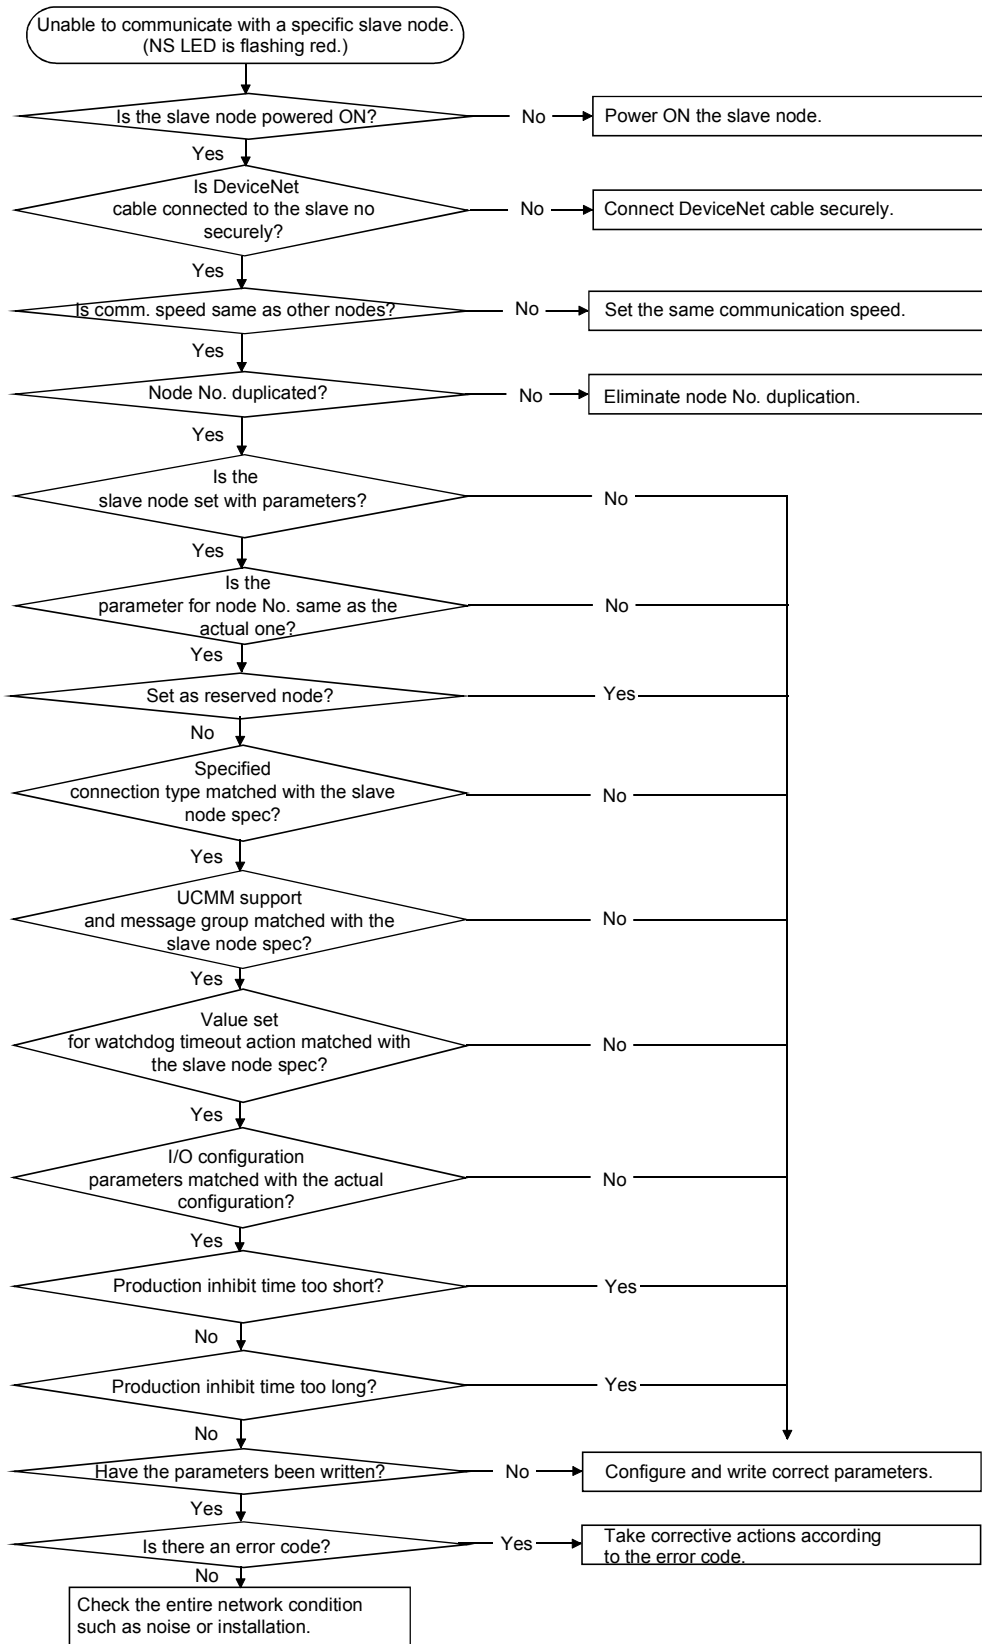 Unable to communicate with a specific slave node.
(NS LED is flashing red.)
Is the slave node powered ON?
No
Power ON the slave node.
Yes
Is DeviceNet
cable connected to the slave no
securely?
No
Connect DeviceNet cable securely.
Yes
Is comm. speed same as other nodes?
No
Set the same communication speed.
Yes
Node No. duplicated?
No
Eliminate node No. duplication.
Yes
Is the
slave node set with parameters?
No
Yes
Is the
parameter for node No. same as the
actual one?
No
Yes
Set as reserved node?
Yes
No
Specified
connection type matched with the slave
node spec?
No
Yes
UCMM support
and message group matched with the
slave node spec?
No
Yes
Value set
for watchdog timeout action matched with
the slave node spec?
No
Yes
I/O configuration
parameters matched with the actual
configuration?
No
Yes
Production inhibit time too short?
Yes
No
Production inhibit time too long?
Yes
No
Have the parameters been written?
No
Configure and write correct parameters.
Yes
Is there an error code?
Yes
Take corrective actions according
to the error code.
No
Check the entire network condition
such as noise or installation.